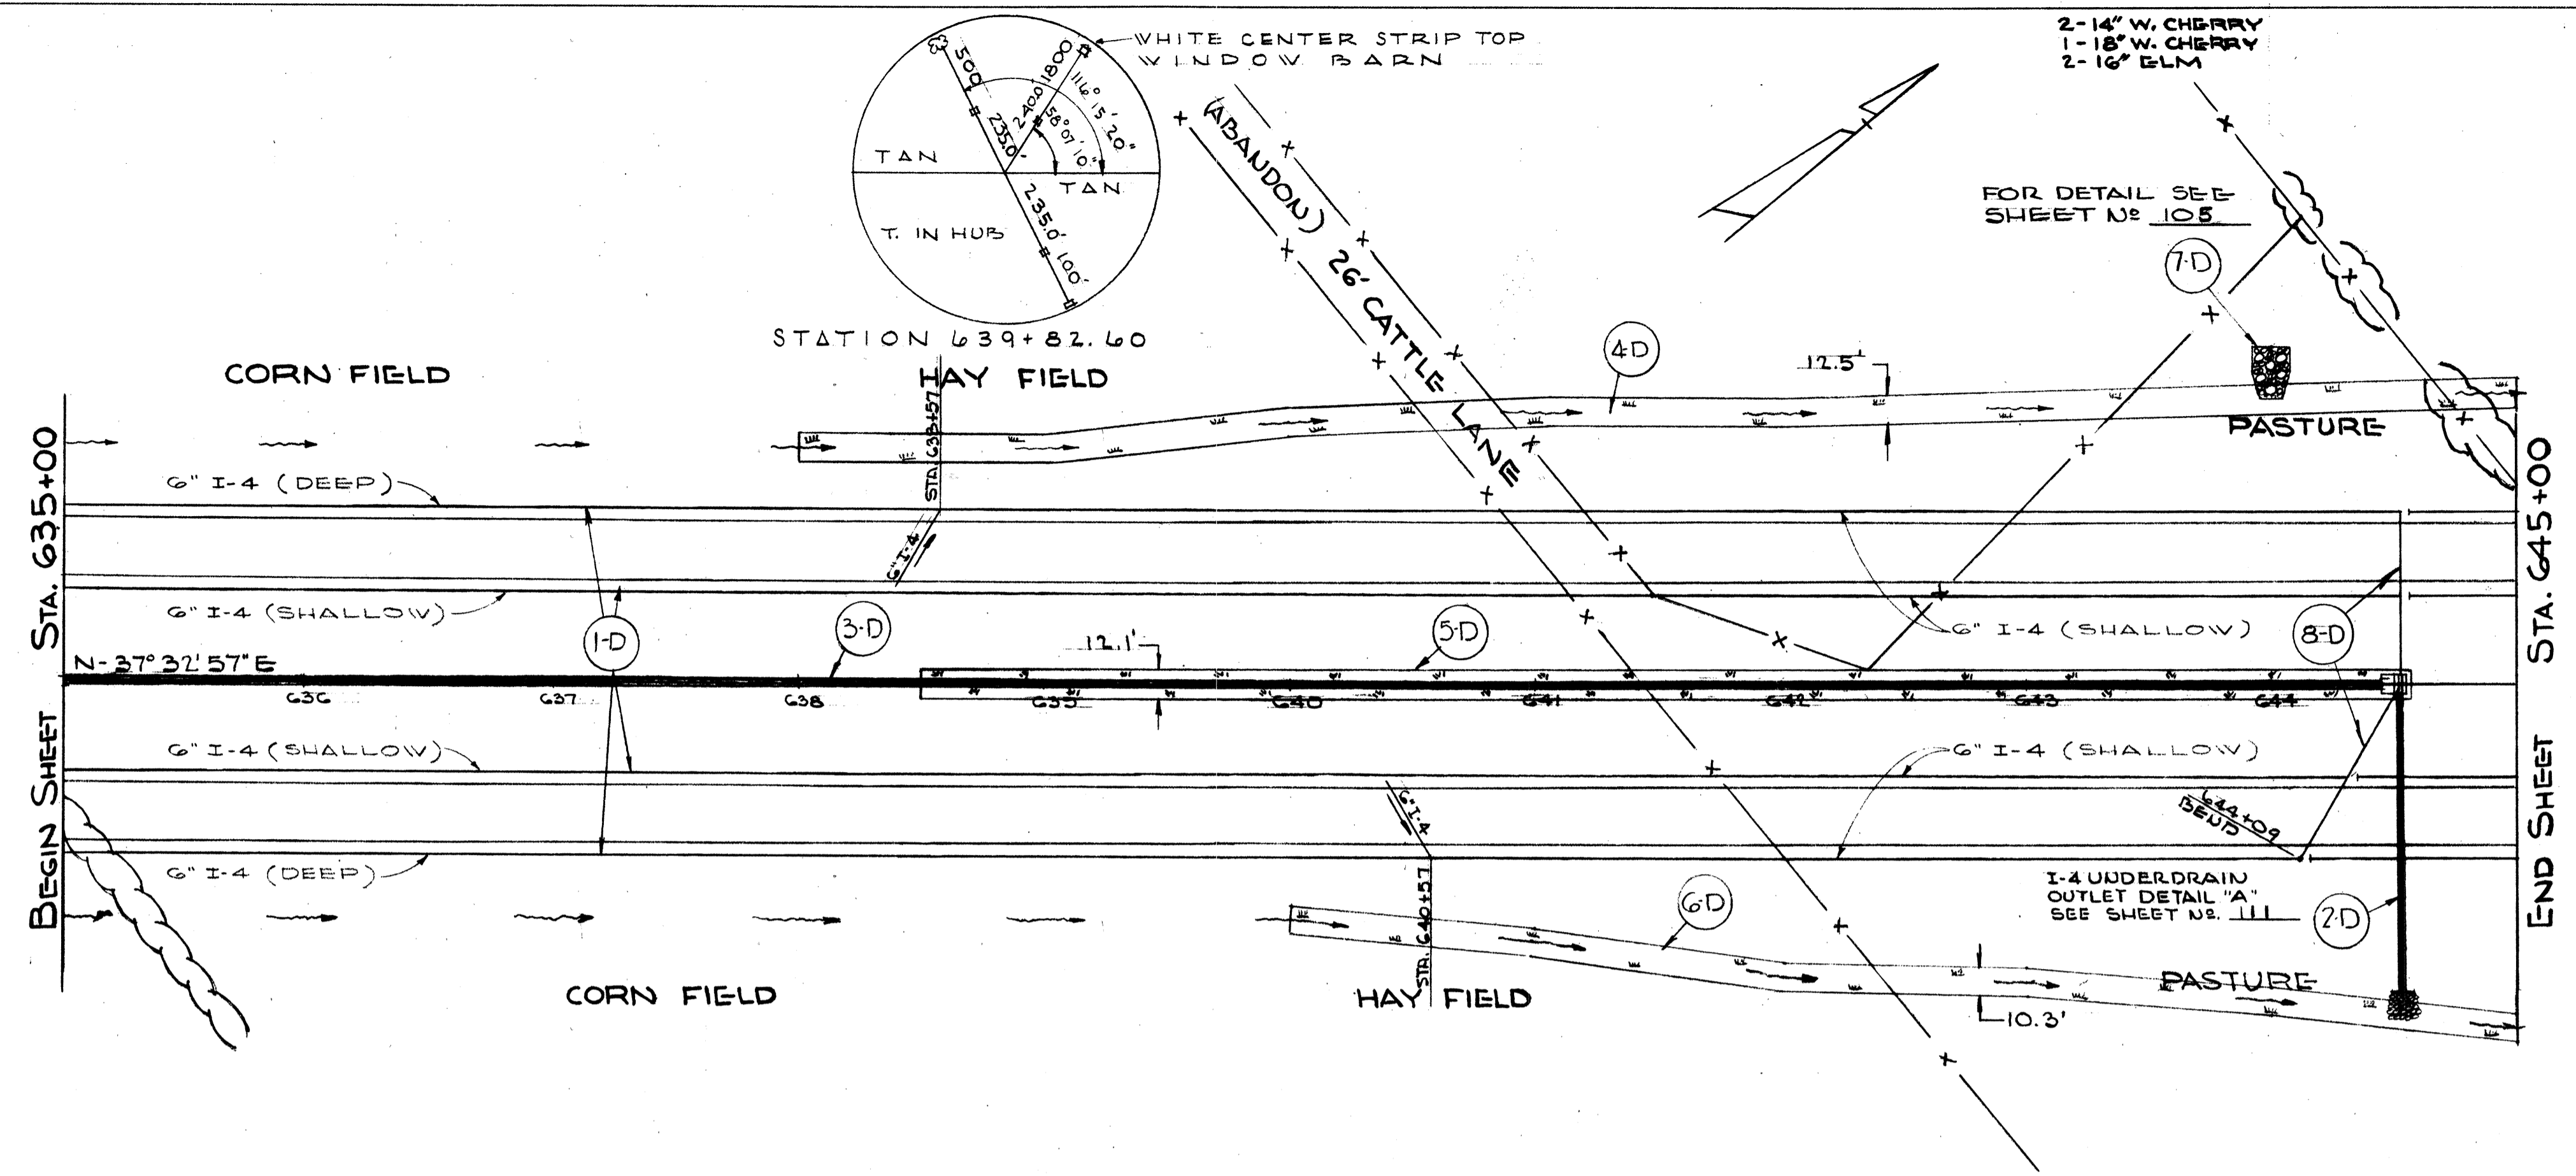 2-14" W. CHERRY
1-18" W. CHERRY
2-16" ELM
WHITE CENTER STRIP TOP
WINDOW BARN
500
235.0'
240.0
1800
116° 15' 20"
58° 07' 10"
TAN
TAN
T. IN HUB
235.0'
100'
STATION 639+82.60
(ABANDON) 26' CATTLE LANE
FOR DETAIL SEE
SHEET Nº 105
7-D
CORN FIELD
HAY FIELD
4-D
12.5'
PASTURE
BEGIN SHEET STA. 635+00
END SHEET STA. 645+00
6" I-4 (DEEP)
STA. 638+57
6" I-4
6" I-4 (SHALLOW)
1-D
3-D
12.1'
5-D
6" I-4 (SHALLOW)
8-D
N-37° 32' 57" E
636
637
638
639
640
641
642
643
644
6" I-4 (SHALLOW)
6" I-4 (SHALLOW)
6" I-4
644+09
BEND
6" I-4 (DEEP)
STA. 640+57
6-D
I-4 UNDERDRAIN
OUTLET DETAIL "A"
SEE SHEET Nº. 111
2-D
CORN FIELD
HAY FIELD
PASTURE
10.3'